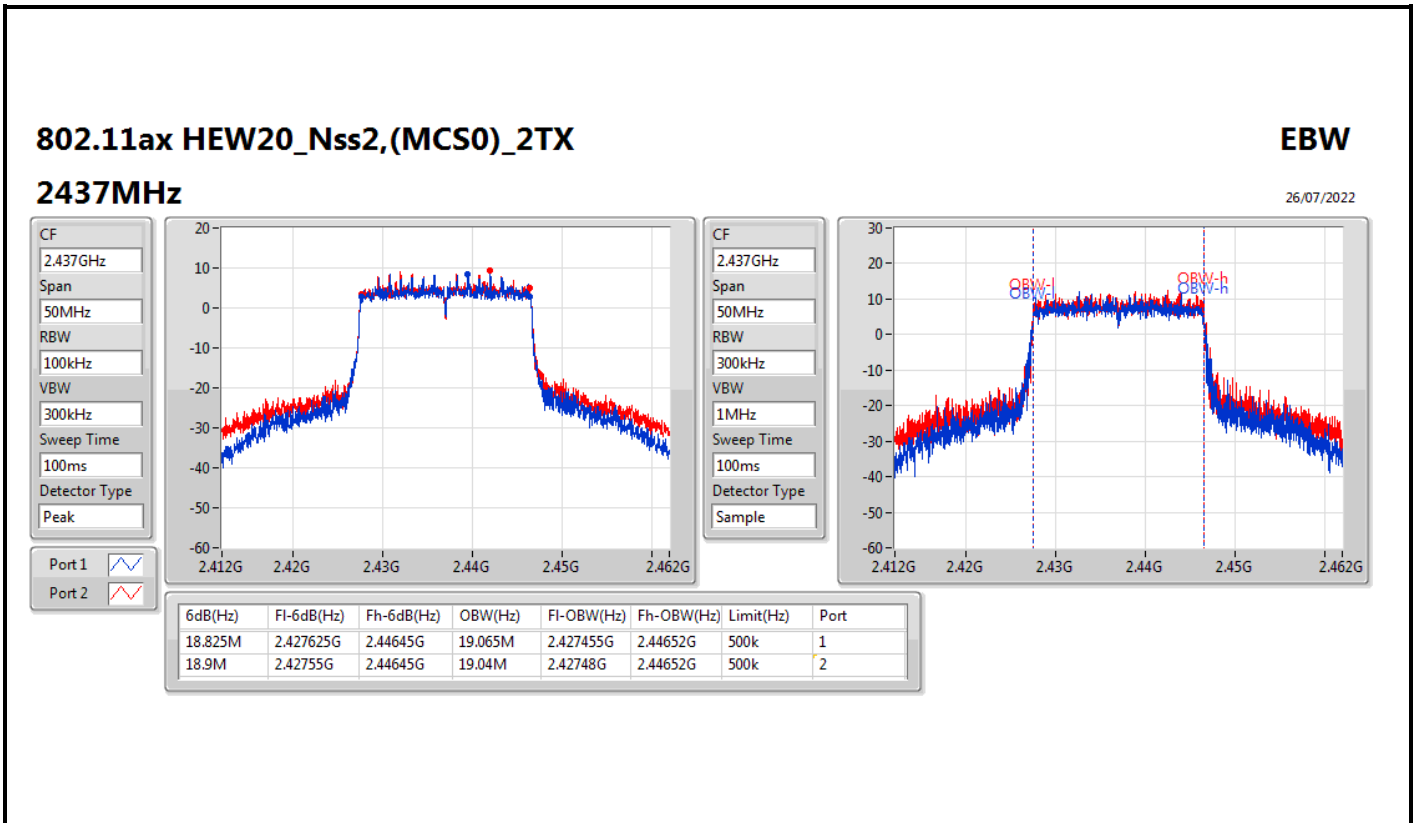 802.11ax HEW20_Nss2,(MCS0)_2TX
EBW
2437MHz
26/07/2022
CF
2.437GHz
Span
50MHz
RBW
100kHz
VBW
300kHz
Sweep Time
100ms
Detector Type
Peak
Port 1
Port 2
20
10
0
-10
-20
-30
-40
-50
-60
2.412G 2.42G 2.43G 2.44G 2.45G 2.462G
CF
2.437GHz
Span
50MHz
RBW
300kHz
VBW
1MHz
Sweep Time
100ms
Detector Type
Sample
30
20
10
0
-10
-20
-30
-40
-50
-60
OBW-l OBW-h
OBW-l OBW-h
2.412G 2.42G 2.43G 2.44G 2.45G 2.462G
6dB(Hz) Fl-6dB(Hz) Fh-6dB(Hz) OBW(Hz) Fl-OBW(Hz) Fh-OBW(Hz) Limit(Hz) Port
18.825M 2.427625G 2.44645G 19.065M 2.427455G 2.44652G 500k 1
18.9M 2.42755G 2.44645G 19.04M 2.42748G 2.44652G 500k 2